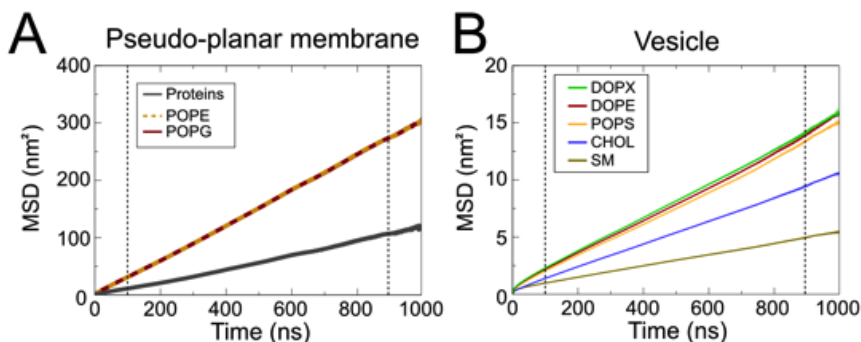 A
Pseudo-planar membrane
MSD (nm²)
400
300
200
100
0
Proteins
POPE
POPG
0 200 400 600 800 1000
Time (ns)
B
Vesicle
MSD (nm²)
20
15
10
5
0
DOPX
DOPE
POPS
CHOL
SM
0 200 400 600 800 1000
Time (ns)